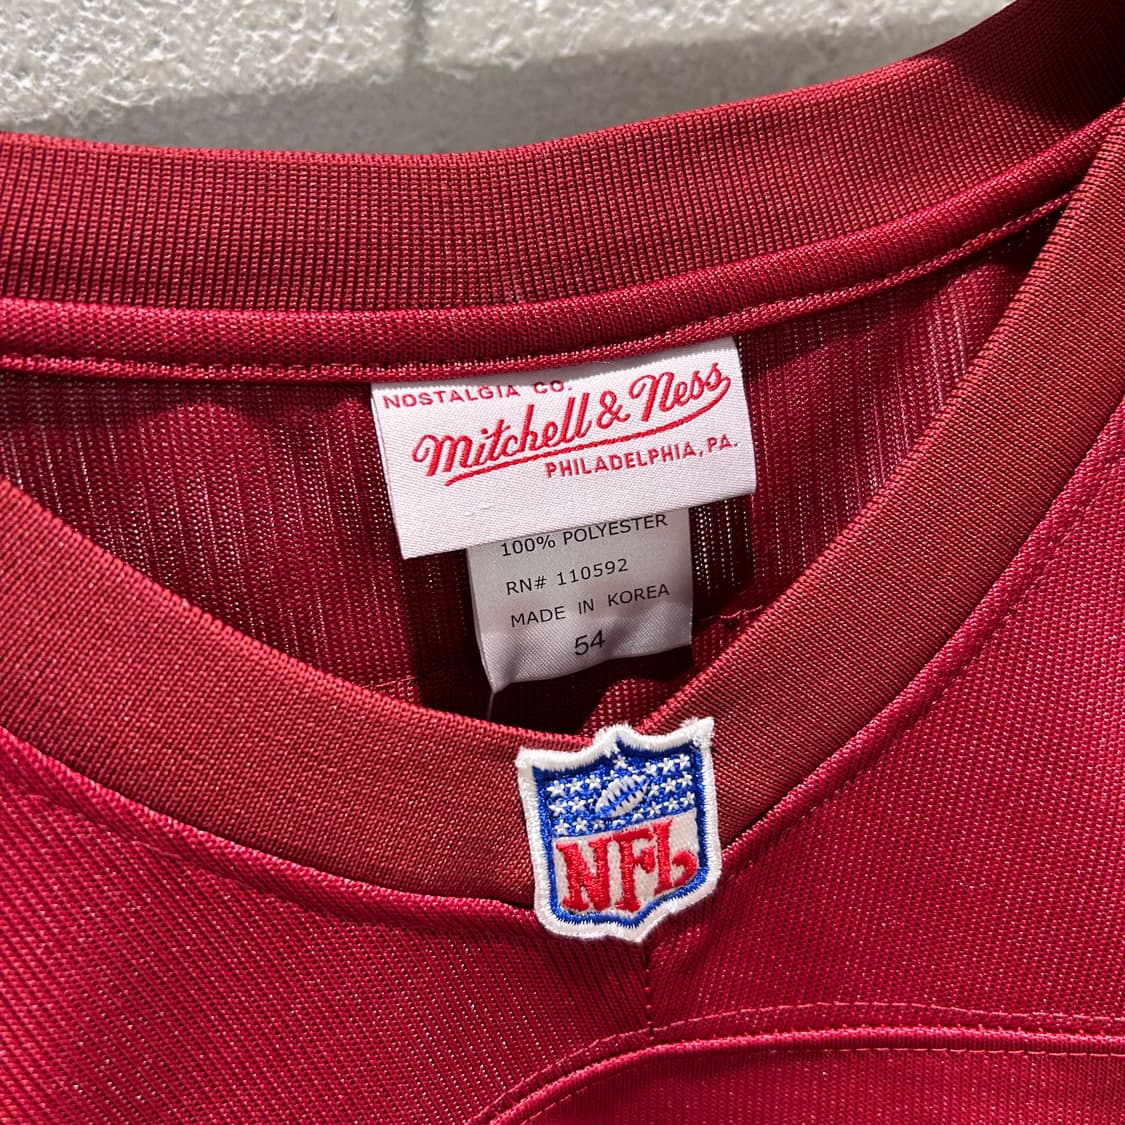 NOSTALGIA CO.
Mitchell & Ness
PHILADELPHIA, PA.
100% POLYESTER
RN# 110592
MADE IN KOREA
54
NFL